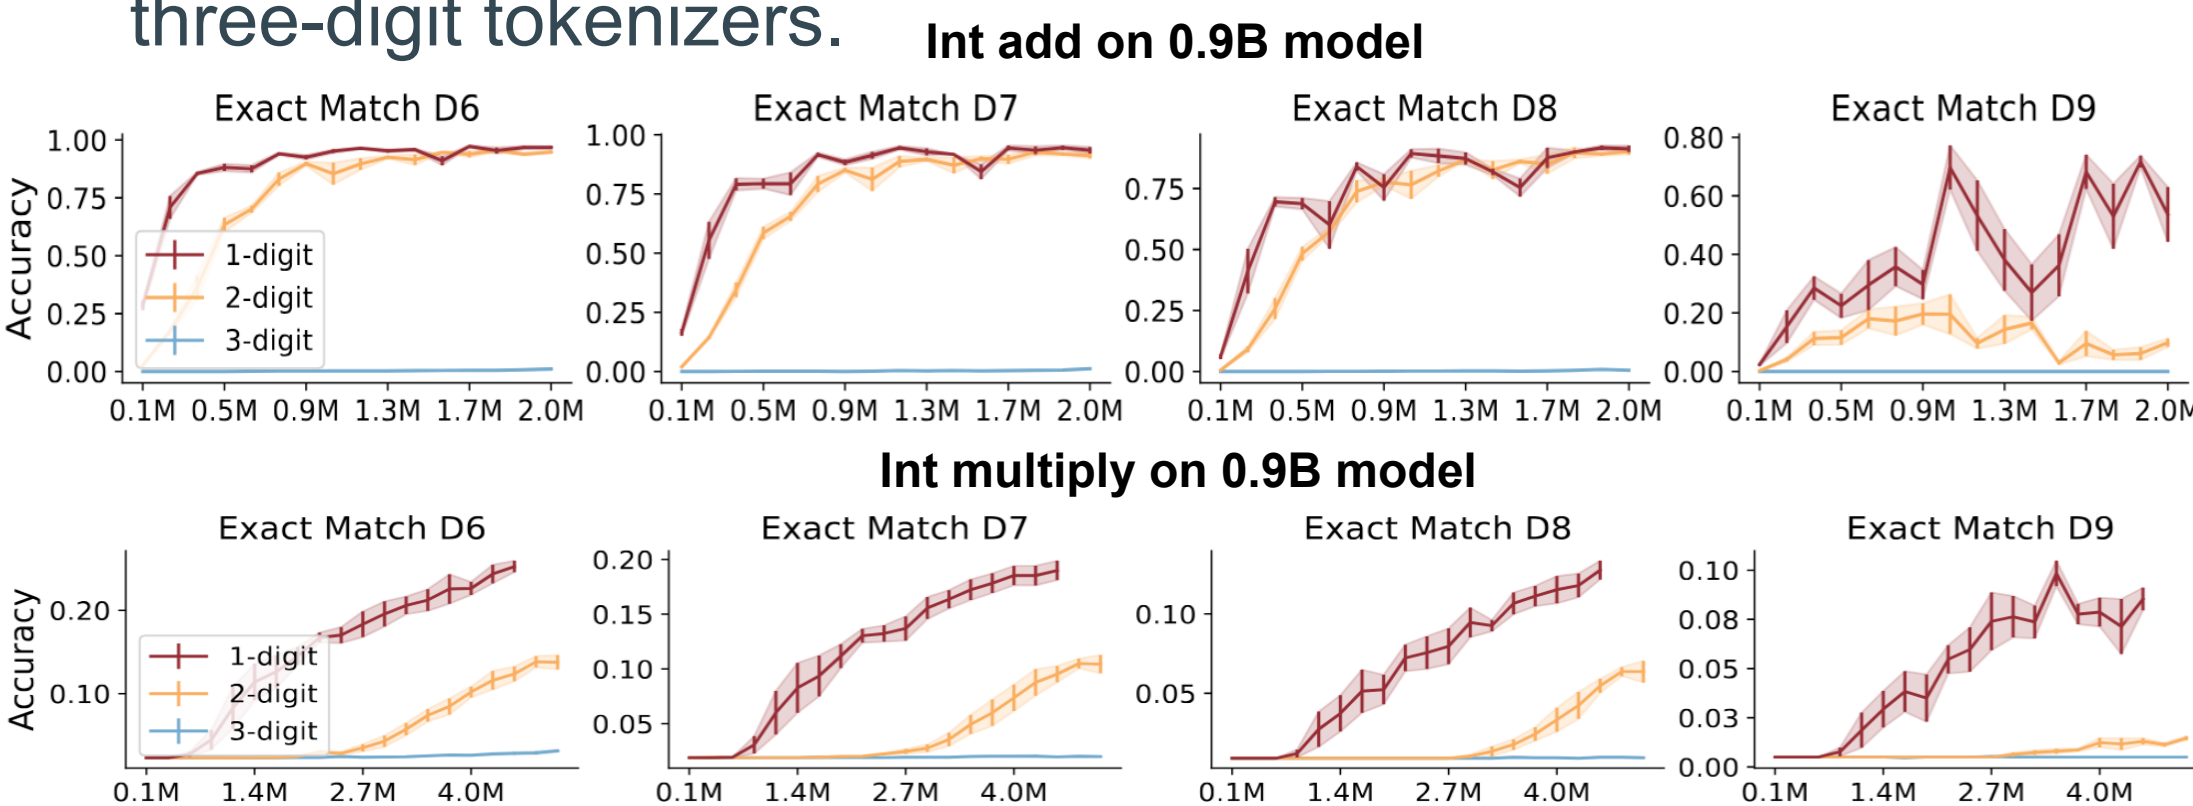 three-digit tokenizers.
Int add on 0.9B model
Exact Match D6
Exact Match D7
Exact Match D8
Exact Match D9
Accuracy
1.00
0.75
0.50
0.25
0.00
1-digit
2-digit
3-digit
0.1M 0.5M 0.9M 1.3M 1.7M 2.0M
1.00
0.75
0.50
0.25
0.00
0.1M 0.5M 0.9M 1.3M 1.7M 2.0M
0.75
0.50
0.25
0.00
0.1M 0.5M 0.9M 1.3M 1.7M 2.0M
0.80
0.60
0.40
0.20
0.00
0.1M 0.5M 0.9M 1.3M 1.7M 2.0M
Int multiply on 0.9B model
Exact Match D6
Exact Match D7
Exact Match D8
Exact Match D9
Accuracy
0.20
0.10
1-digit
2-digit
3-digit
0.1M 1.4M 2.7M 4.0M
0.20
0.15
0.10
0.05
0.1M 1.4M 2.7M 4.0M
0.10
0.05
0.1M 1.4M 2.7M 4.0M
0.10
0.08
0.05
0.03
0.00
0.1M 1.4M 2.7M 4.0M